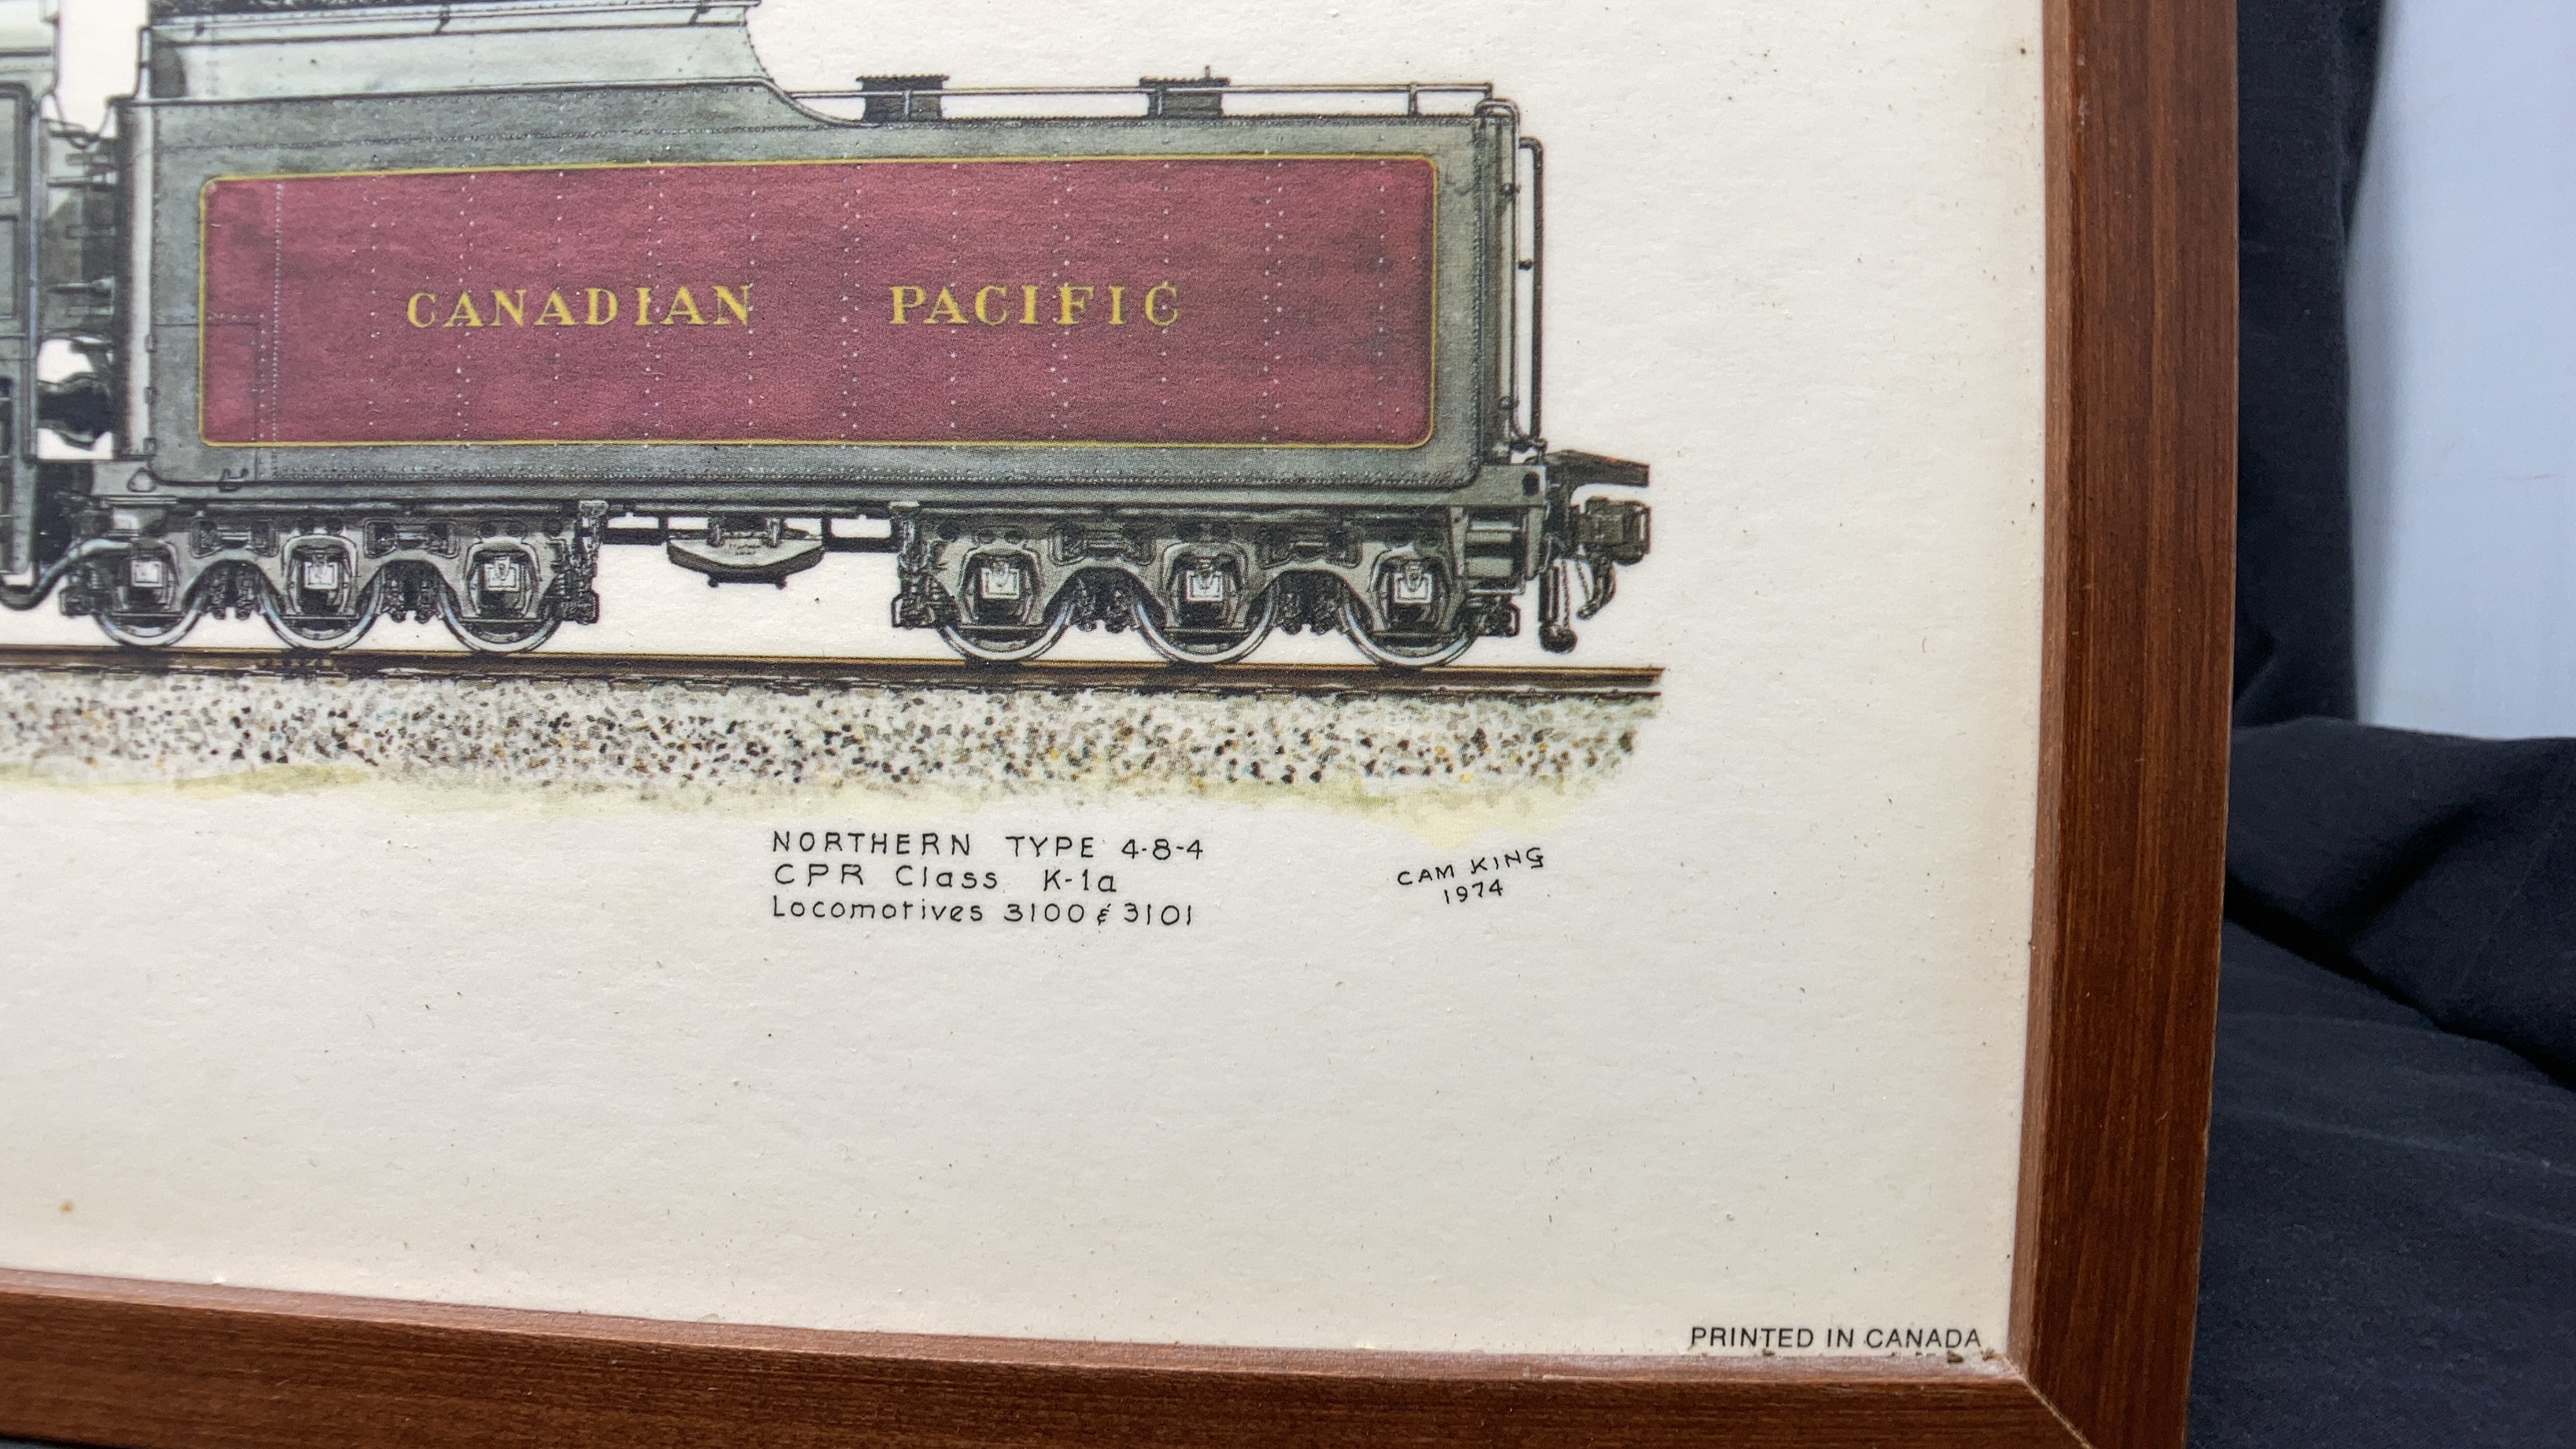 CANADIAN PACIFIC
NORTHERN TYPE 4-8-4
CPR Class K-1a
Locomotives 3100 & 3101
CAM KING
1974
PRINTED IN CANADA